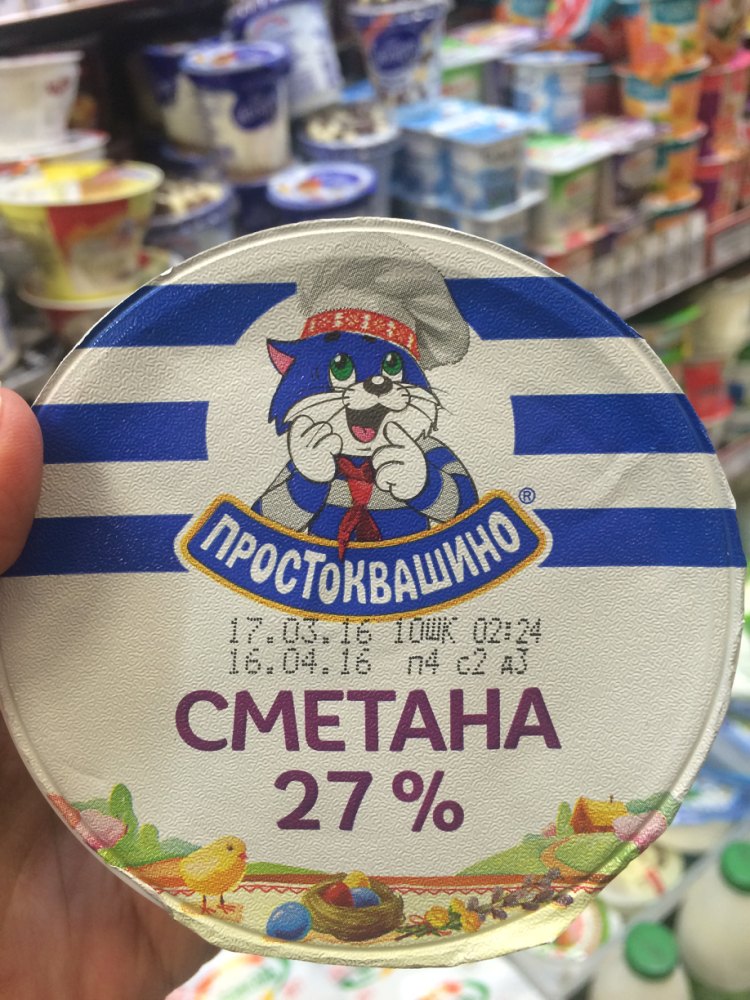 ПРОСТОКВАШИНО®
17.03.16 10ШК 02:24
16.04.16 п4 с2 д3
СМЕТАНА
27%